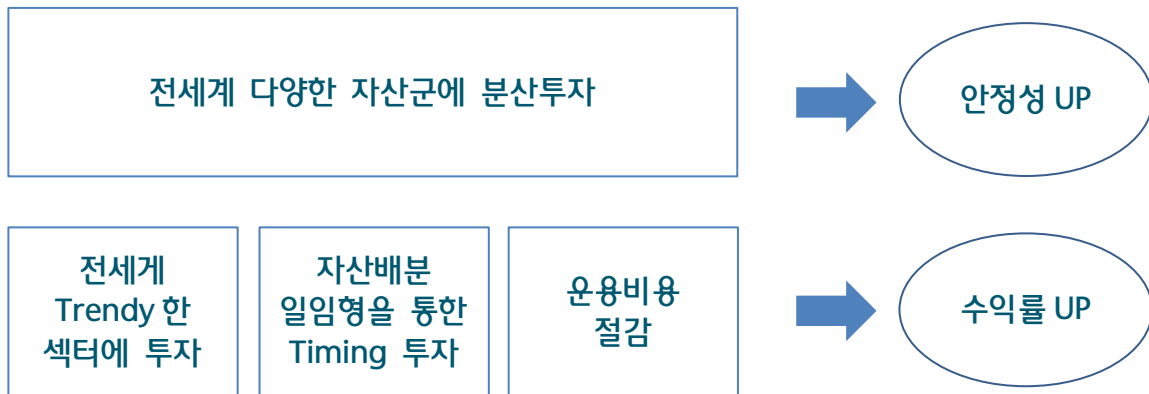 전세계 다양한 자산군에 분산투자
안정성 UP
전세게
Trendy 한
섹터에 투자
자산배분
일임형을 통한
Timing 투자
운용비용
절감
수익률 UP